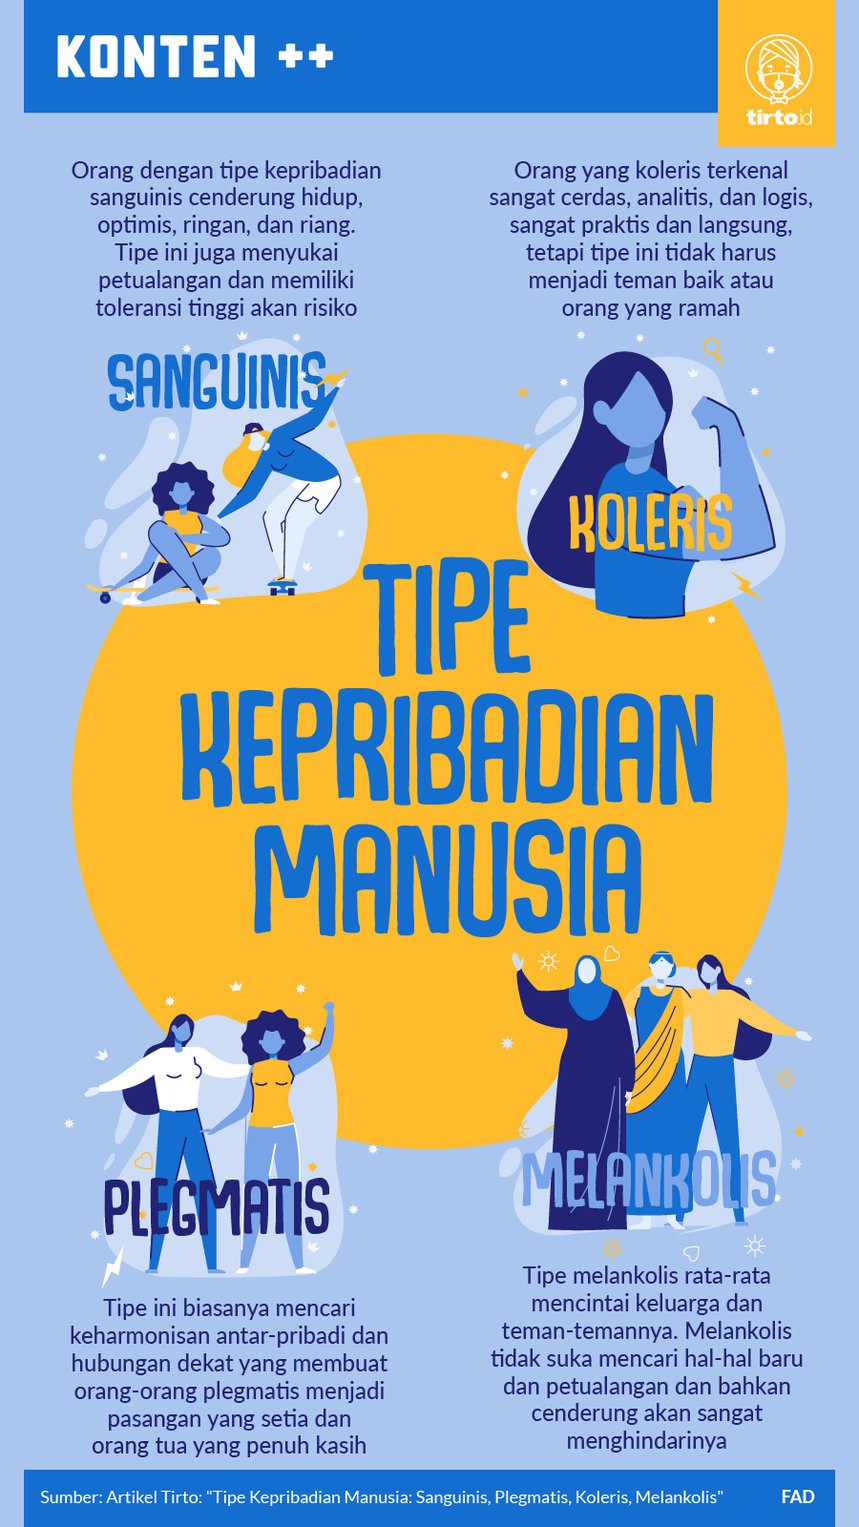 KONTEN ++
tirto.id
Orang dengan tipe kepribadian
sanguinis cenderung hidup,
optimis, ringan, dan riang.
Tipe ini juga menyukai
petualangan dan memiliki
toleransi tinggi akan risiko
SANGUINIS
Orang yang koleris terkenal
sangat cerdas, analitis, dan logis,
sangat praktis dan langsung,
tetapi tipe ini tidak harus
menjadi teman baik atau
orang yang ramah
KOLERIS
TIPE
KEPRIBADIAN
MANUSIA
PLEGMATIS
Tipe ini biasanya mencari
keharmonisan antar-pribadi dan
hubungan dekat yang membuat
orang-orang plegmatis menjadi
pasangan yang setia dan
orang tua yang penuh kasih
MELANKOLIS
Tipe melankolis rata-rata
mencintai keluarga dan
teman-temannya. Melankolis
tidak suka mencari hal-hal baru
dan petualangan dan bahkan
cenderung akan sangat
menghindarinya
Sumber: Artikel Tirto: "Tipe Kepribadian Manusia: Sanguinis, Plegmatis, Koleris, Melankolis"
FAD